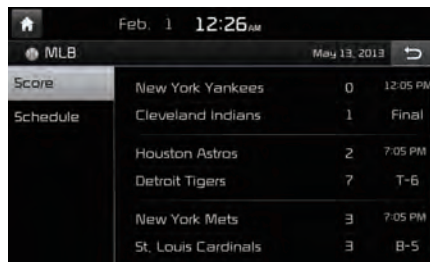 Feb. 1 12:26 AM
MLB May 13, 2013
Score
New York Yankees 0 12:05 PM
Schedule
Cleveland Indians 1 Final
Houston Astros 2 7:05 PM
Detroit Tigers 7 T-6
New York Mets 3 7:05 PM
St. Louis Cardinals 3 B-5